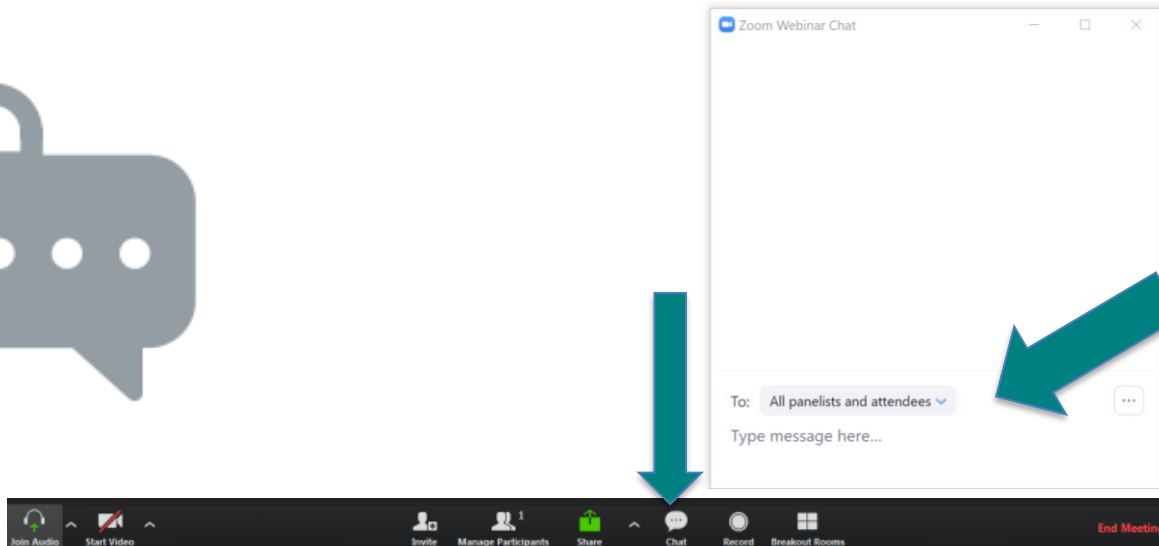 Zoom Webinar Chat
To: All panelists and attendees
Type message here...
1
Join Audio Start Video Invite Manage Participants Share Chat Record Breakout Rooms End Meeting